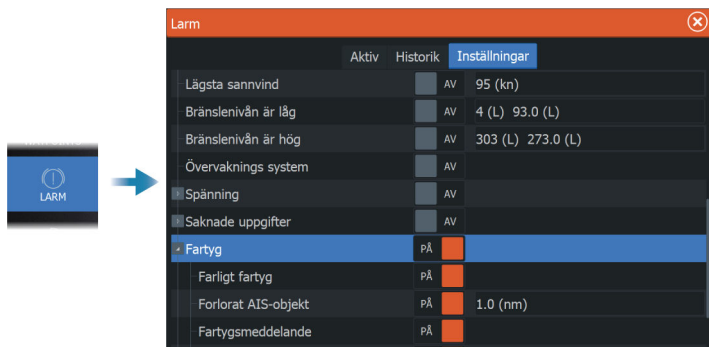 Larm
Aktiv Historik Inställningar
Lägsta sannvind AV 95 (kn)
Bränslenivån är låg AV 4 (L) 93.0 (L)
Bränslenivån är hög AV 303 (L) 273.0 (L)
Övervaknings system AV
Spänning AV
Saknade uppgifter AV
Fartyg PÅ
Farligt fartyg PÅ
Forlorat AIS-objekt PÅ 1.0 (nm)
Fartygsmeddelande PÅ
LARM